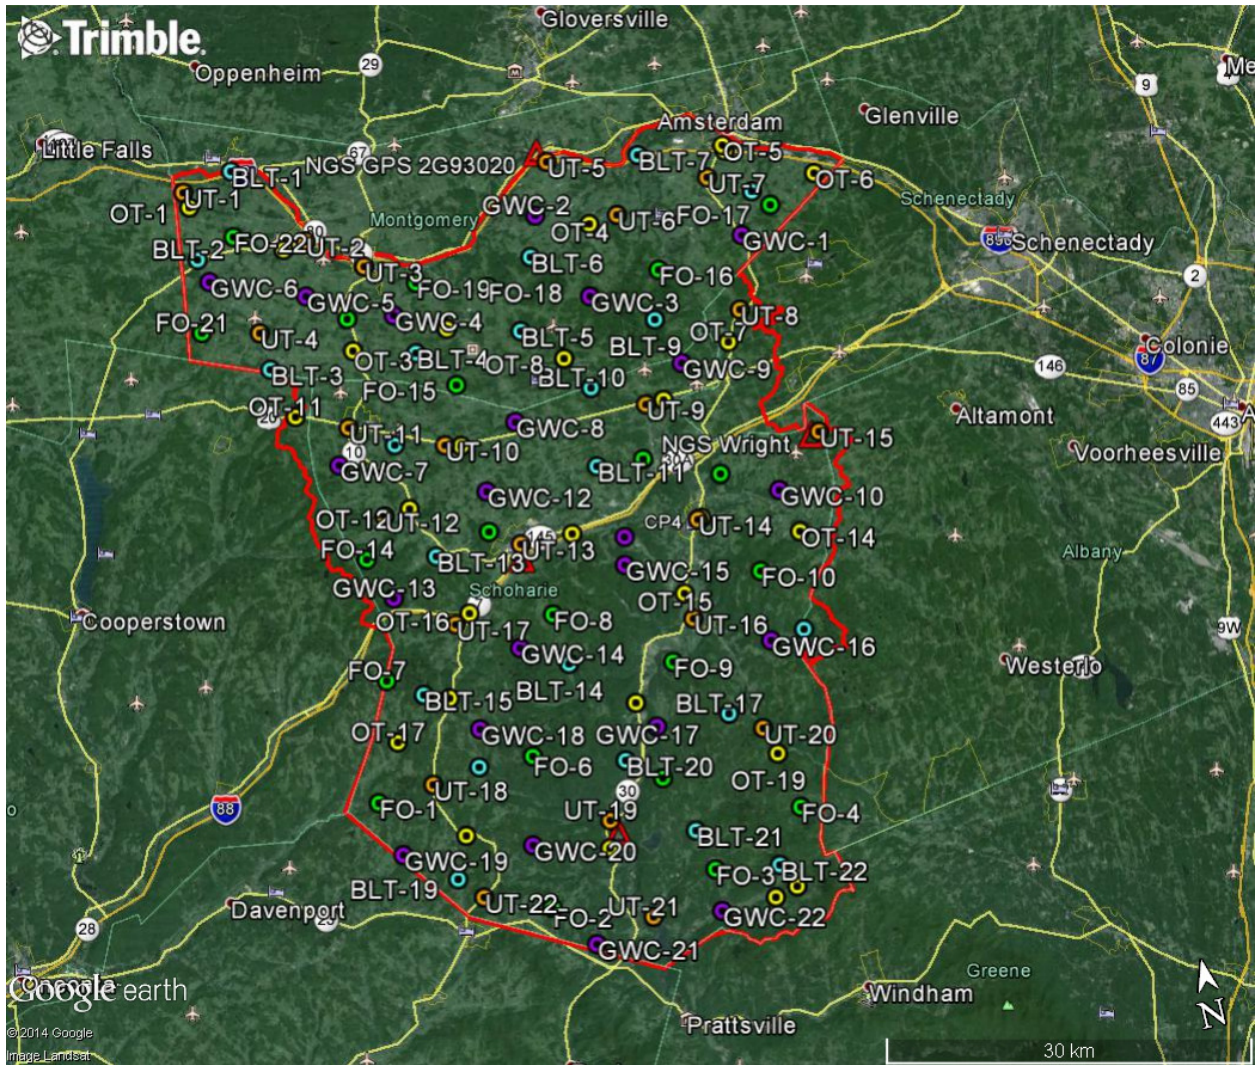 Trimble.
Gloversville
Oppenheim
29
9
Glenville
Amsterdam
Little Falls
67
NGS GPS 2G93020
UT-5
BLT-7
OT-5
BLT-1
UT-1
OT-1
UT-7
OT-6
Schenectady
GWC-2
Montgomery
OT-4
UT-6
FO-17
GWC-1
Schenectady
BLT-2
FO-22
UT-2
BLT-6
UT-3
FO-16
2
GWC-6
GWC-5
FO-19
FO-18
GWC-3
FO-21
UT-4
GWC-4
UT-8
OT-7
BLT-5
BLT-9
Colonie
87
OT-3
BLT-4
OT-8
GWC-9
146
BLT-3
FO-15
BLT-10
85
OT-11
20
UT-9
Altamont
443
UT-11
GWC-8
NGS Wright
UT-15
10
UT-10
Voorheesville
GWC-7
BLT-11
30A
GWC-12
GWC-10
OT-12
UT-12
CP4
UT-14
145
UT-13
OT-14
FO-14
BLT-13
Albany
GWC-15
FO-10
GWC-13
Schoharie
OT-15
Cooperstown
OT-16
UT-17
FO-8
UT-16
9W
GWC-14
GWC-16
FO-7
FO-9
Westerlo
BLT-15
BLT-14
BLT-17
OT-17
GWC-18
GWC-17
UT-20
FO-6
BLT-20
OT-19
UT-18
30
88
FO-1
UT-19
FO-4
BLT-21
GWC-19
GWC-20
BLT-19
FO-3
BLT-22
Davenport
UT-22
FO-2
UT-21
GWC-22
28
GWC-21
Greene
Google earth
Windham
N
Prattsville
© 2014 Google
Image Landsat
30 km